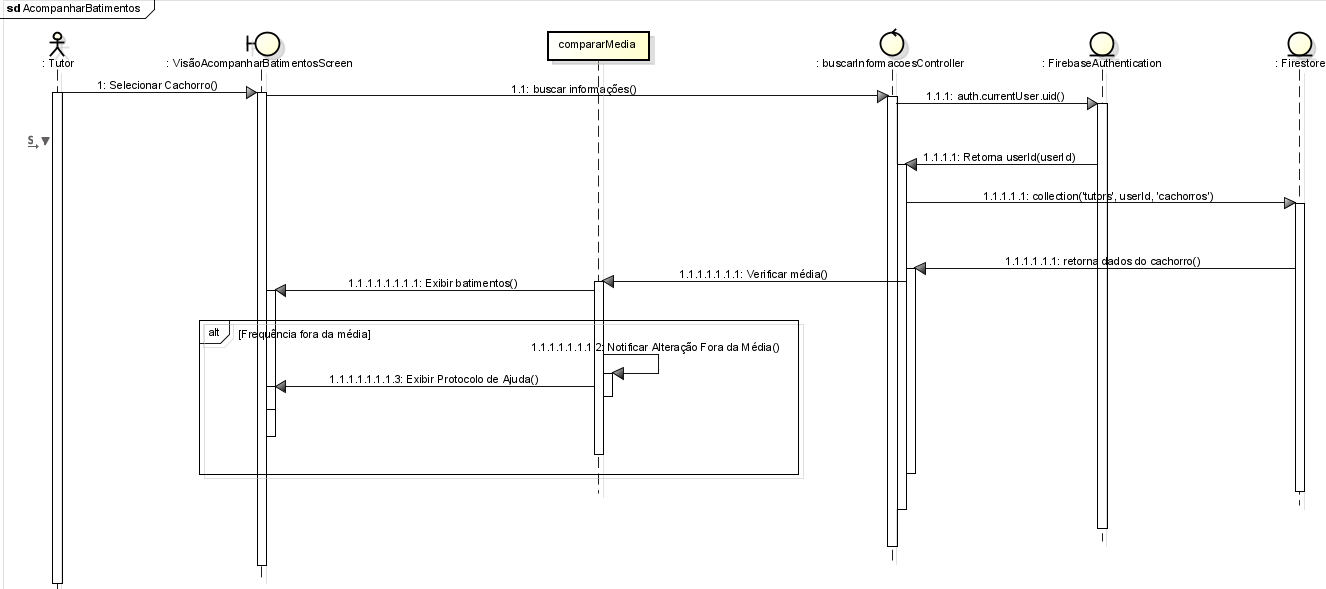 sd AcompanharBatimentos
: Tutor
: VisãoAcompanharBatimentosScreen
compararMedia
: buscarInformacoesController
: FirebaseAuthentication
: Firestore
1: Selecionar Cachorro()
1.1: buscar informações()
1.1.1: auth.currentUser.uid()
S
1.1.1.1: Retorna userId(userId)
1.1.1.1.1: collection('tutors', userId, 'cachorros')
1.1.1.1.1.1: retorna dados do cachorro()
1.1.1.1.1.1.1: Verificar média()
1.1.1.1.1.1.1.1: Exibir batimentos()
alt
[Frequência fora da média]
1.1.1.1.1.1.1.2: Notificar Alteração Fora da Média()
1.1.1.1.1.1.1.3: Exibir Protocolo de Ajuda()